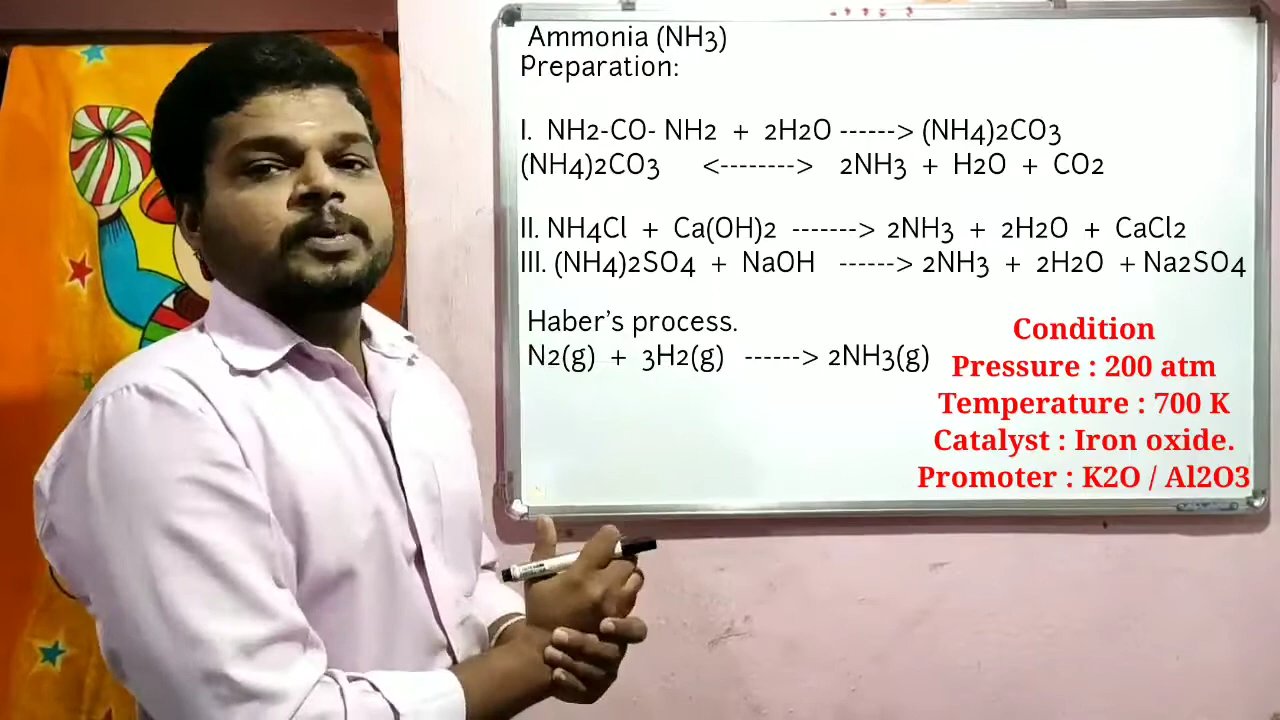 Ammonia (NH3)
Preparation:
I. NH2-CO- NH2 + 2H2O ------> (NH4)2CO3
(NH4)2CO3 <--------> 2NH3 + H2O + CO2
II. NH4Cl + Ca(OH)2 -------> 2NH3 + 2H2O + CaCl2
III. (NH4)2SO4 + NaOH ------> 2NH3 + 2H2O + Na2SO4
Haber's process.
N2(g) + 3H2(g) ------> 2NH3(g)
Condition
Pressure : 200 atm
Temperature : 700 K
Catalyst : Iron oxide.
Promoter : K2O / Al2O3